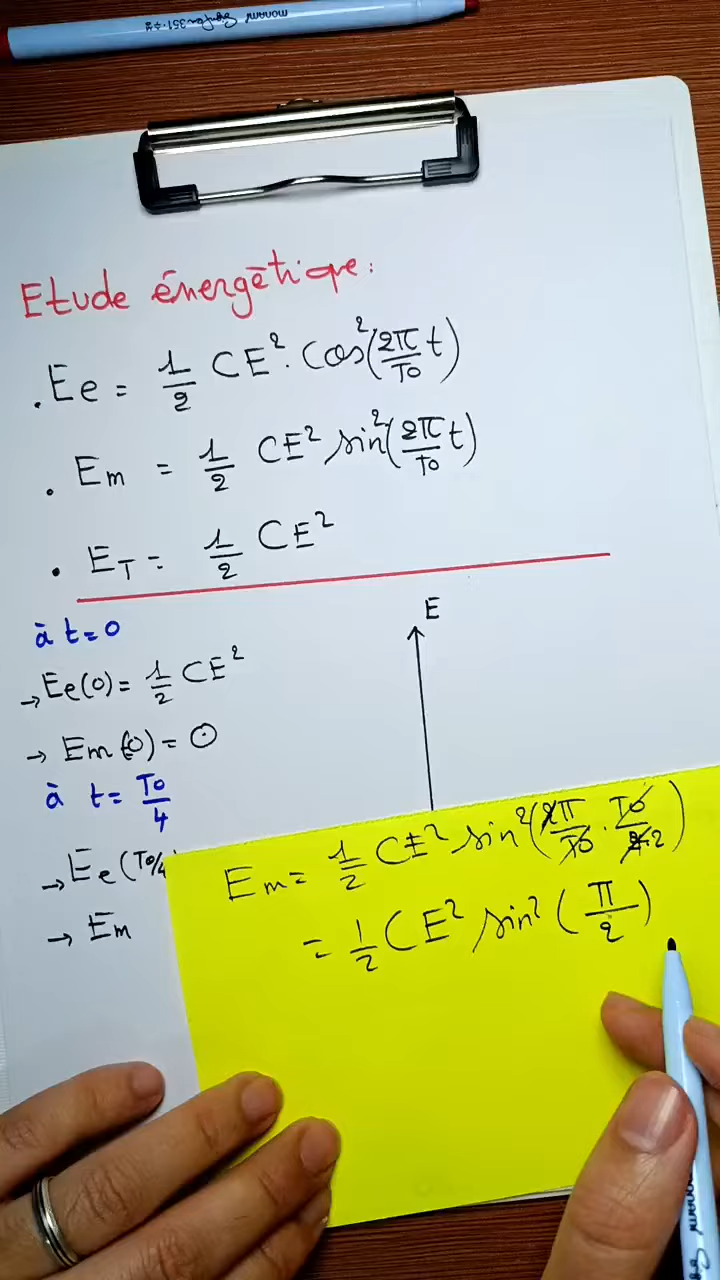 Etude énergétique:
. Ee = 1/2 CE². cos²(2π/T0 t)
. Em = 1/2 CE² sin²(2π/T0 t)
• ET = 1/2 CE²
à t=0
→ Ee(0) = 1/2 CE²
→ Em(0) = 0
à t = T0/4
→ Ee(T0/4
→ Em
E
Em = 1/2 CE² sin²(2π/T0 . T0/2·2)
= 1/2 CE² sin²(π/2)